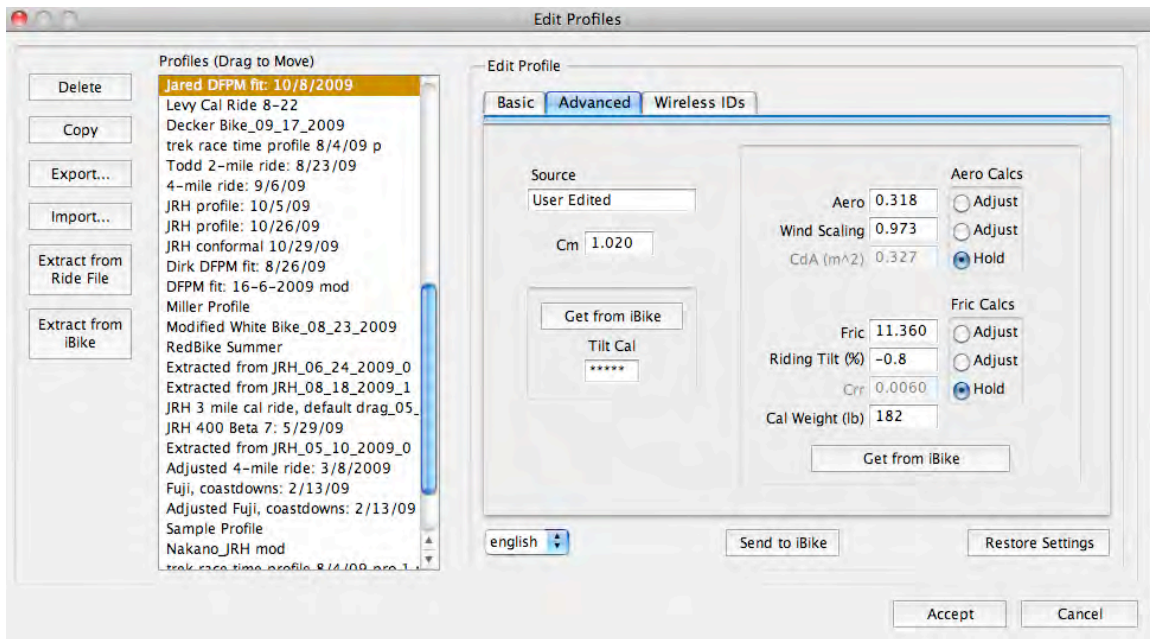 Edit Profiles
Delete
Copy
Export...
Import...
Extract from
Ride File
Extract from
iBike
Profiles (Drag to Move)
Jared DFPM fit: 10/8/2009
Levy Cal Ride 8-22
Decker Bike_09_17_2009
trek race time profile 8/4/09 p
Todd 2-mile ride: 8/23/09
4-mile ride: 9/6/09
JRH profile: 10/5/09
JRH profile: 10/26/09
JRH conformal 10/29/09
Dirk DFPM fit: 8/26/09
DFPM fit: 16-6-2009 mod
Miller Profile
Modified White Bike_08_23_2009
RedBike Summer
Extracted from JRH_06_24_2009_0
Extracted from JRH_08_18_2009_1
JRH 3 mile cal ride, default drag_05_
JRH 400 Beta 7: 5/29/09
Extracted from JRH_05_10_2009_0
Adjusted 4-mile ride: 3/8/2009
Fuji, coastdowns: 2/13/09
Adjusted Fuji, coastdowns: 2/13/09
Sample Profile
Nakano_JRH mod
trek race time profile 8/4/09 pro 1
Edit Profile
Basic Advanced Wireless IDs
Source
User Edited
Cm 1.020
Get from iBike
Tilt Cal
*****
Aero Calcs
Aero 0.318 Adjust
Wind Scaling 0.973 Adjust
CdA (m^2) 0.327 Hold
Fric Calcs
Fric 11.360 Adjust
Riding Tilt (%) -0.8 Adjust
Crr 0.0060 Hold
Cal Weight (lb) 182
Get from iBike
english
Send to iBike
Restore Settings
Accept
Cancel